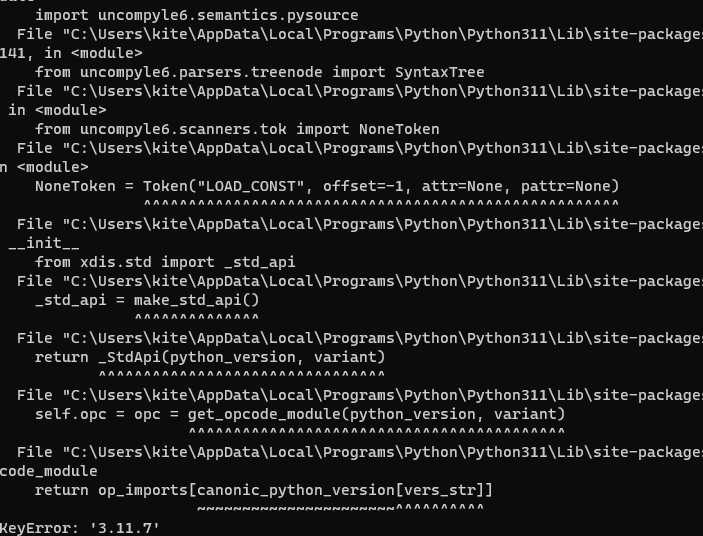 import uncompyle6.semantics.pysource
File "C:\Users\kite\AppData\Local\Programs\Python\Python311\Lib\site-packages
141, in <module>
from uncompyle6.parsers.treenode import SyntaxTree
File "C:\Users\kite\AppData\Local\Programs\Python\Python311\Lib\site-packages
in <module>
from uncompyle6.scanners.tok import NoneToken
File "C:\Users\kite\AppData\Local\Programs\Python\Python311\Lib\site-packages
n <module>
NoneToken = Token("LOAD_CONST", offset=-1, attr=None, pattr=None)
^^^^^^^^^^^^^^^^^^^^^^^^^^^^^^^^^^^^^^^^^^^^^^^^^^^^^
File "C:\Users\kite\AppData\Local\Programs\Python\Python311\Lib\site-packages
__init__
from xdis.std import _std_api
File "C:\Users\kite\AppData\Local\Programs\Python\Python311\Lib\site-packages
_std_api = make_std_api()
^^^^^^^^^^^^^^
File "C:\Users\kite\AppData\Local\Programs\Python\Python311\Lib\site-packages
return _StdApi(python_version, variant)
^^^^^^^^^^^^^^^^^^^^^^^^^^^^^^^^
File "C:\Users\kite\AppData\Local\Programs\Python\Python311\Lib\site-packages
self.opc = opc = get_opcode_module(python_version, variant)
^^^^^^^^^^^^^^^^^^^^^^^^^^^^^^^^^^^^^^^^^^
File "C:\Users\kite\AppData\Local\Programs\Python\Python311\Lib\site-packages
code_module
return op_imports[canonic_python_version[vers_str]]
~~~~~~~~~~~~~~~~~~~~~~^^^^^^^^^^
KeyError: '3.11.7'